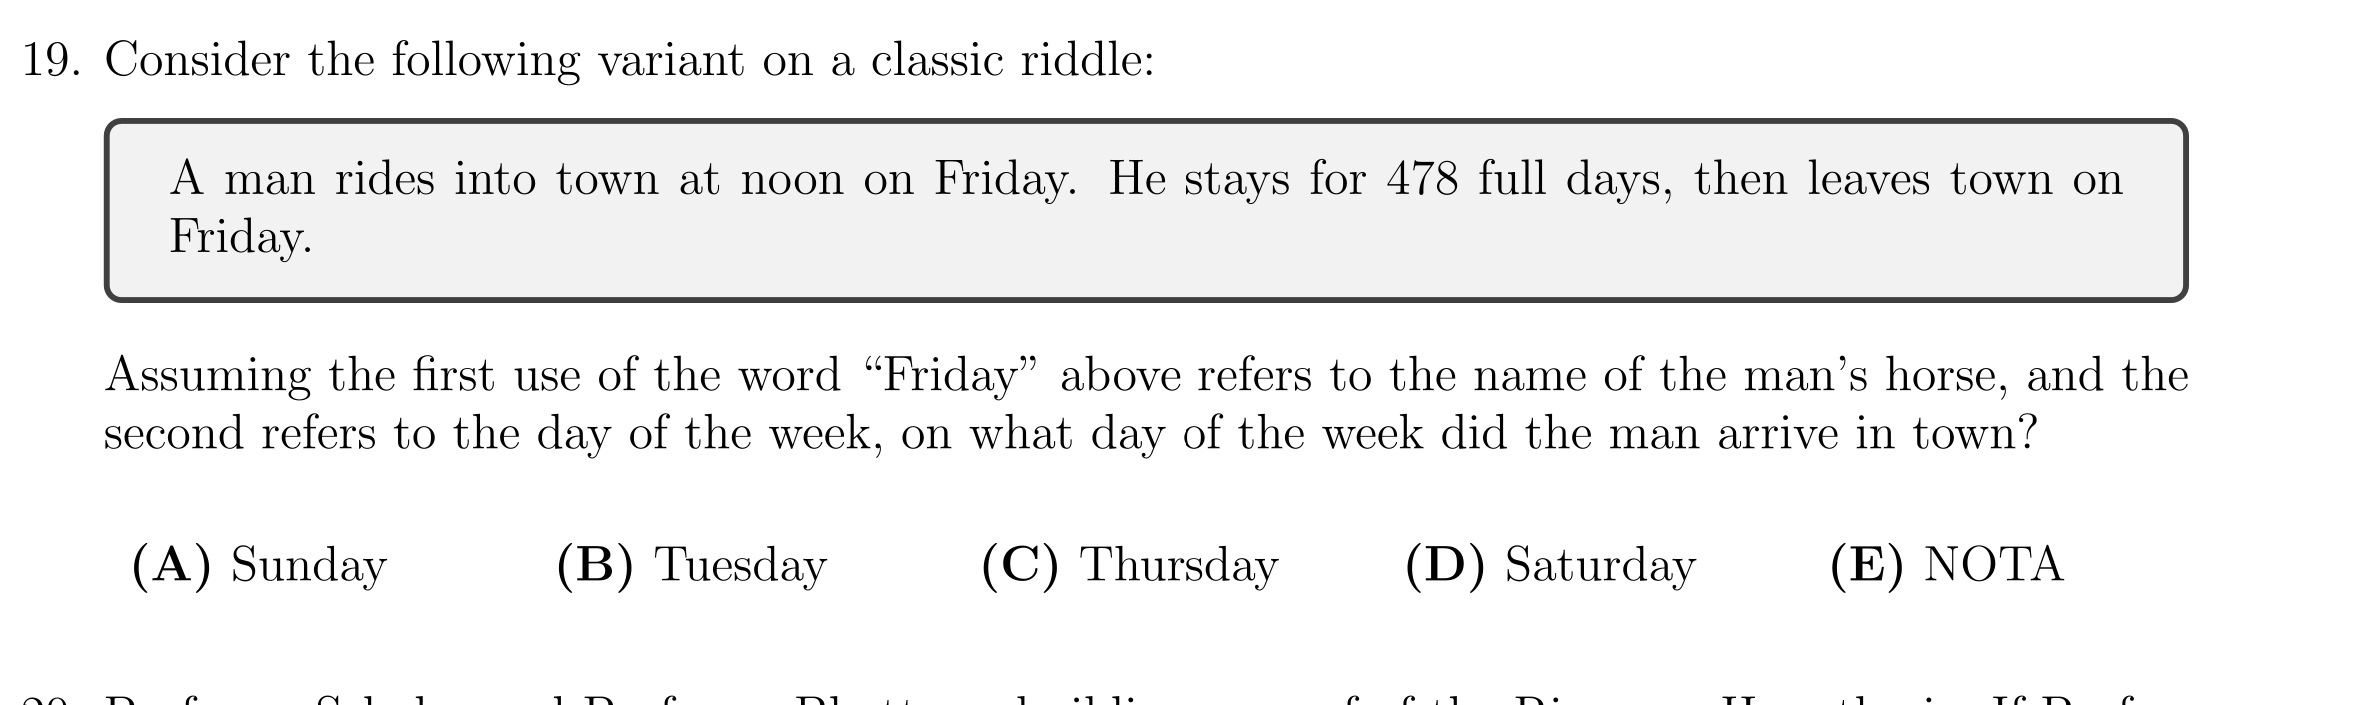 19. Consider the following variant on a classic riddle:
A man rides into town at noon on Friday. He stays for 478 full days, then leaves town on
Friday.
Assuming the first use of the word “Friday” above refers to the name of the man’s horse, and the
second refers to the day of the week, on what day of the week did the man arrive in town?
(A) Sunday (B) Tuesday (C) Thursday (D) Saturday (E) NOTA